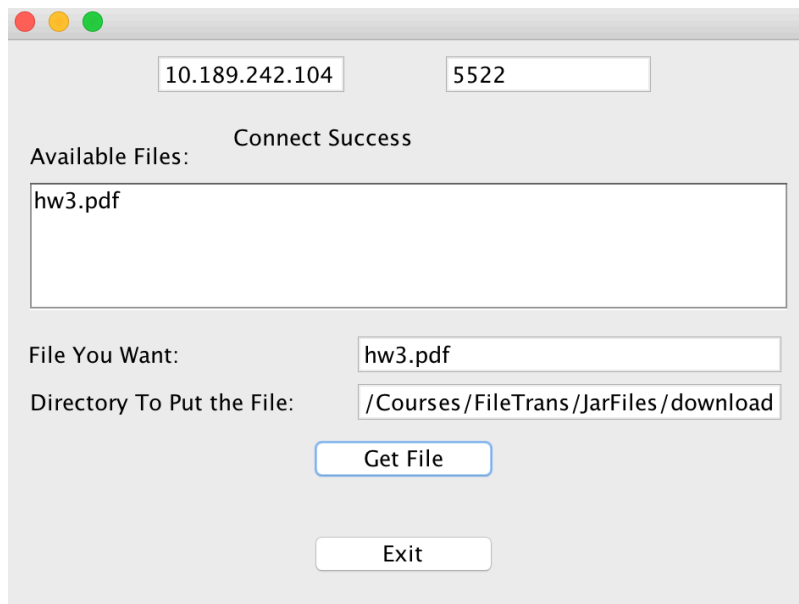 10.189.242.104 5522
Connect Success
Available Files:
hw3.pdf
File You Want: hw3.pdf
Directory To Put the File: /Courses/FileTrans/JarFiles/download
Get File
Exit